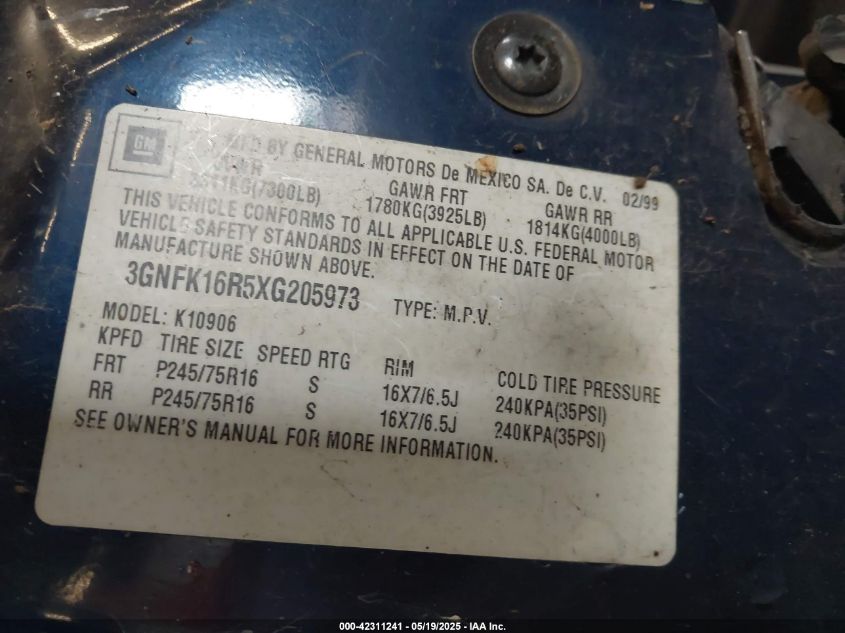 GM MFD BY GENERAL MOTORS De MEXICO SA. De C.V. 02/99
GVWR GAWR FRT GAWR RR
KG(7300LB) 1780KG(3925LB) 1814KG(4000LB)
THIS VEHICLE CONFORMS TO ALL APPLICABLE U.S. FEDERAL MOTOR
VEHICLE SAFETY STANDARDS IN EFFECT ON THE DATE OF
MANUFACTURE SHOWN ABOVE.
3GNFK16R5XG205973 TYPE: M.P.V.
MODEL: K10906
KPFD TIRE SIZE SPEED RTG RIM COLD TIRE PRESSURE
FRT P245/75R16 S 16X7/6.5J 240KPA(35PSI)
RR P245/75R16 S 16X7/6.5J 240KPA(35PSI)
SEE OWNER'S MANUAL FOR MORE INFORMATION.
000-42311241 - 05/19/2025 - IAA Inc.